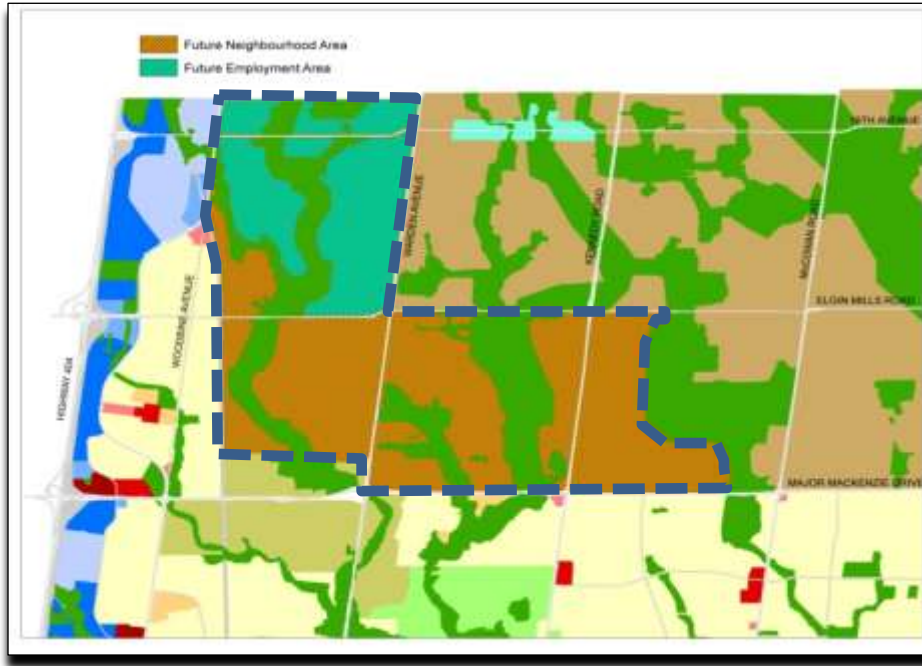 Future Neighbourhood Area
Future Employment Area
19TH AVENUE
WARDEN AVENUE
KENNEDY ROAD
McCOWAN ROAD
ELGIN MILLS ROAD
WOODBINE AVENUE
HIGHWAY 404
MAJOR MACKENZIE DRIVE